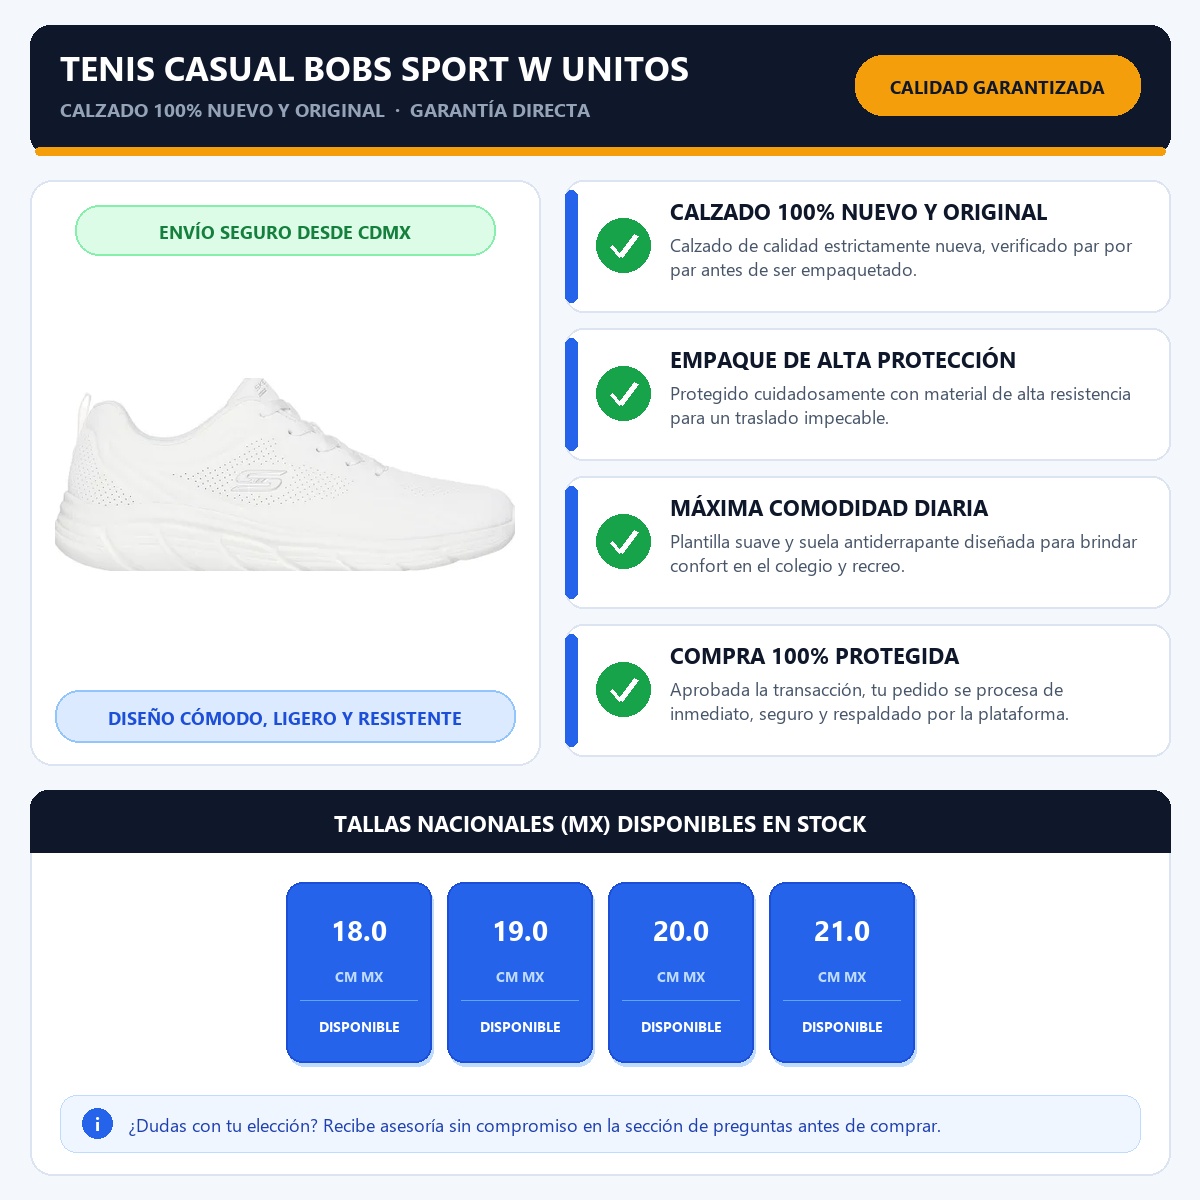 TENIS CASUAL BOBS SPORT W UNITOS
CALZADO 100% NUEVO Y ORIGINAL · GARANTÍA DIRECTA
CALIDAD GARANTIZADA
ENVÍO SEGURO DESDE CDMX
DISEÑO CÓMODO, LIGERO Y RESISTENTE
CALZADO 100% NUEVO Y ORIGINAL
Calzado de calidad estrictamente nueva, verificado par por
par antes de ser empaquetado.
EMPAQUE DE ALTA PROTECCIÓN
Protegido cuidadosamente con material de alta resistencia
para un traslado impecable.
MÁXIMA COMODIDAD DIARIA
Plantilla suave y suela antiderrapante diseñada para brindar
confort en el colegio y recreo.
COMPRA 100% PROTEGIDA
Aprobada la transacción, tu pedido se procesa de
inmediato, seguro y respaldado por la plataforma.
TALLAS NACIONALES (MX) DISPONIBLES EN STOCK
18.0
CM MX
DISPONIBLE
19.0
CM MX
DISPONIBLE
20.0
CM MX
DISPONIBLE
21.0
CM MX
DISPONIBLE
¿Dudas con tu elección? Recibe asesoría sin compromiso en la sección de preguntas antes de comprar.